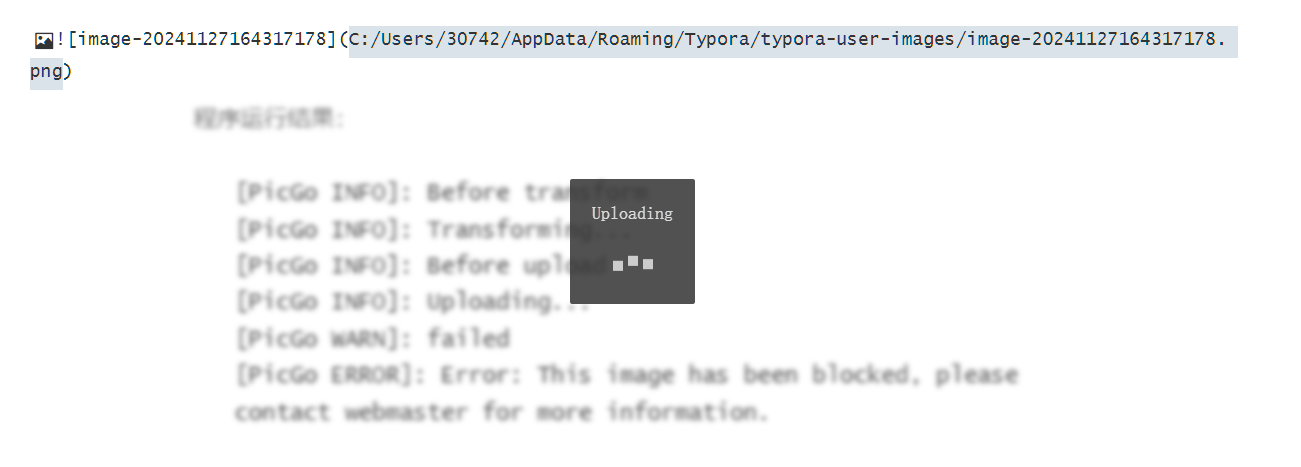 ![image-20241127164317178](C:/Users/30742/AppData/Roaming/Typora/typora-user-images/image-20241127164317178.
png)
程序运行结果:
[PicGo INFO]: Before transform
[PicGo INFO]: Transforming...
[PicGo INFO]: Before upload
[PicGo INFO]: Uploading...
[PicGo WARN]: failed
[PicGo ERROR]: Error: This image has been blocked, please
contact webmaster for more information.
Uploading